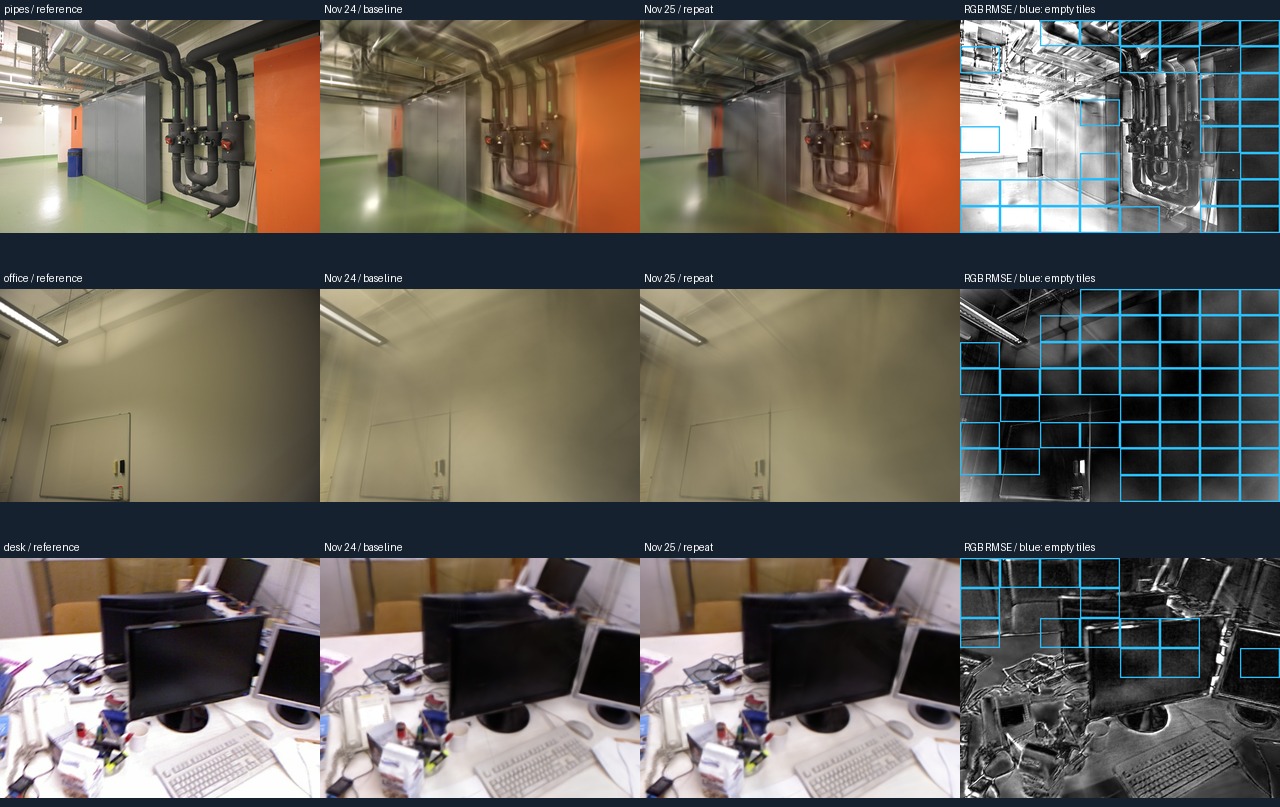 pipes / reference
Nov 24 / baseline
Nov 25 / repeat
RGB RMSE / blue: empty tiles
office / reference
Nov 24 / baseline
Nov 25 / repeat
RGB RMSE / blue: empty tiles
desk / reference
Nov 24 / baseline
Nov 25 / repeat
RGB RMSE / blue: empty tiles